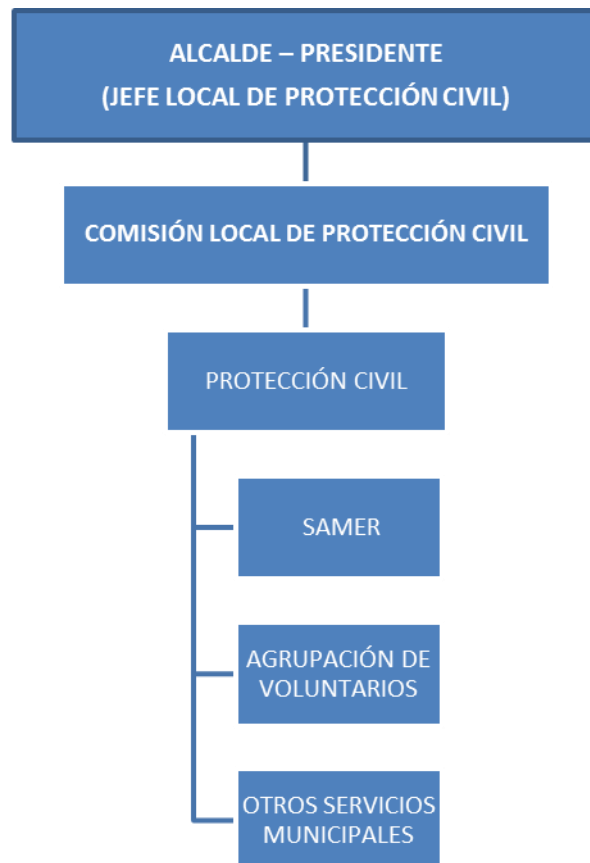 ALCALDE – PRESIDENTE
(JEFE LOCAL DE PROTECCIÓN CIVIL)
COMISIÓN LOCAL DE PROTECCIÓN CIVIL
PROTECCIÓN CIVIL
SAMER
AGRUPACIÓN DE
VOLUNTARIOS
OTROS SERVICIOS
MUNICIPALES